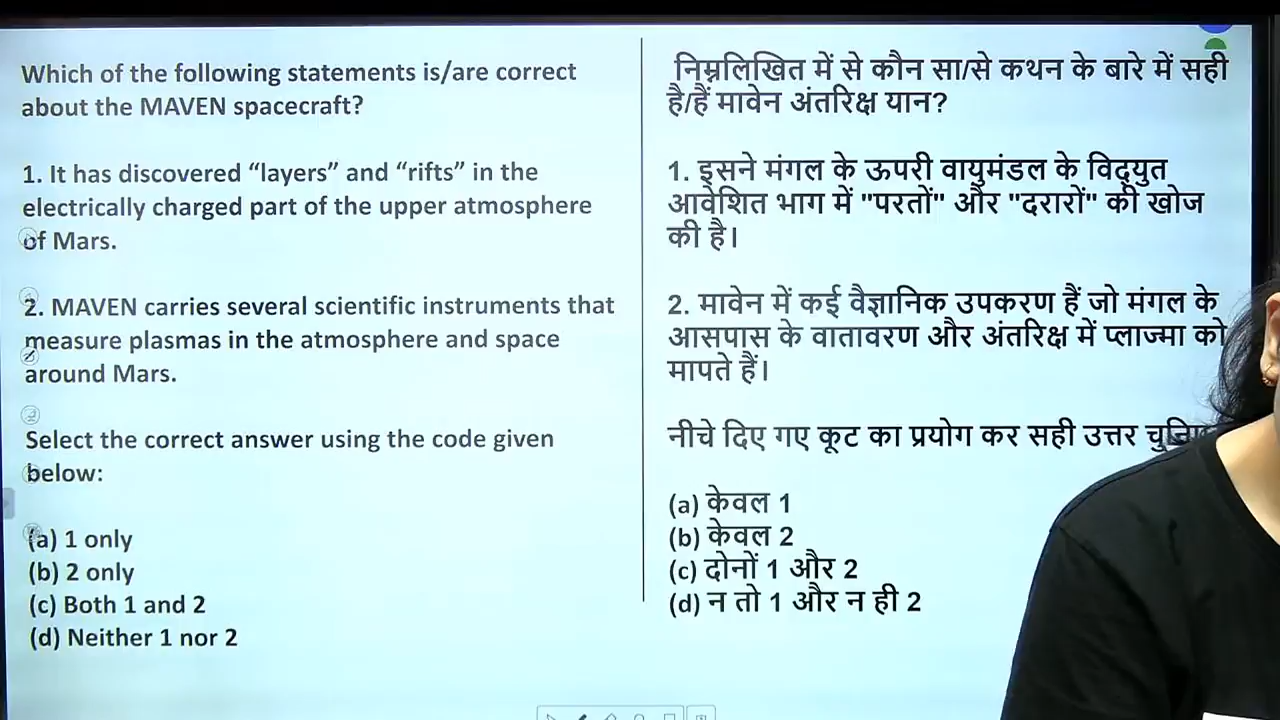 Which of the following statements is/are correct
about the MAVEN spacecraft?
1. It has discovered “layers” and “rifts” in the
electrically charged part of the upper atmosphere
of Mars.
2. MAVEN carries several scientific instruments that
measure plasmas in the atmosphere and space
around Mars.
Select the correct answer using the code given
below:
(a) 1 only
(b) 2 only
(c) Both 1 and 2
(d) Neither 1 nor 2
निम्नलिखित में से कौन सा/से कथन के बारे में सही
है/हैं मावेन अंतरिक्ष यान?
1. इसने मंगल के ऊपरी वायुमंडल के विद्युत
आवेशित भाग में "परतों" और "दरारों" की खोज
की है।
2. मावेन में कई वैज्ञानिक उपकरण हैं जो मंगल के
आसपास के वातावरण और अंतरिक्ष में प्लाज्मा को
मापते हैं।
नीचे दिए गए कूट का प्रयोग कर सही उत्तर
(a) केवल 1
(b) केवल 2
(c) दोनों 1 और 2
(d) न तो 1 और न ही 2